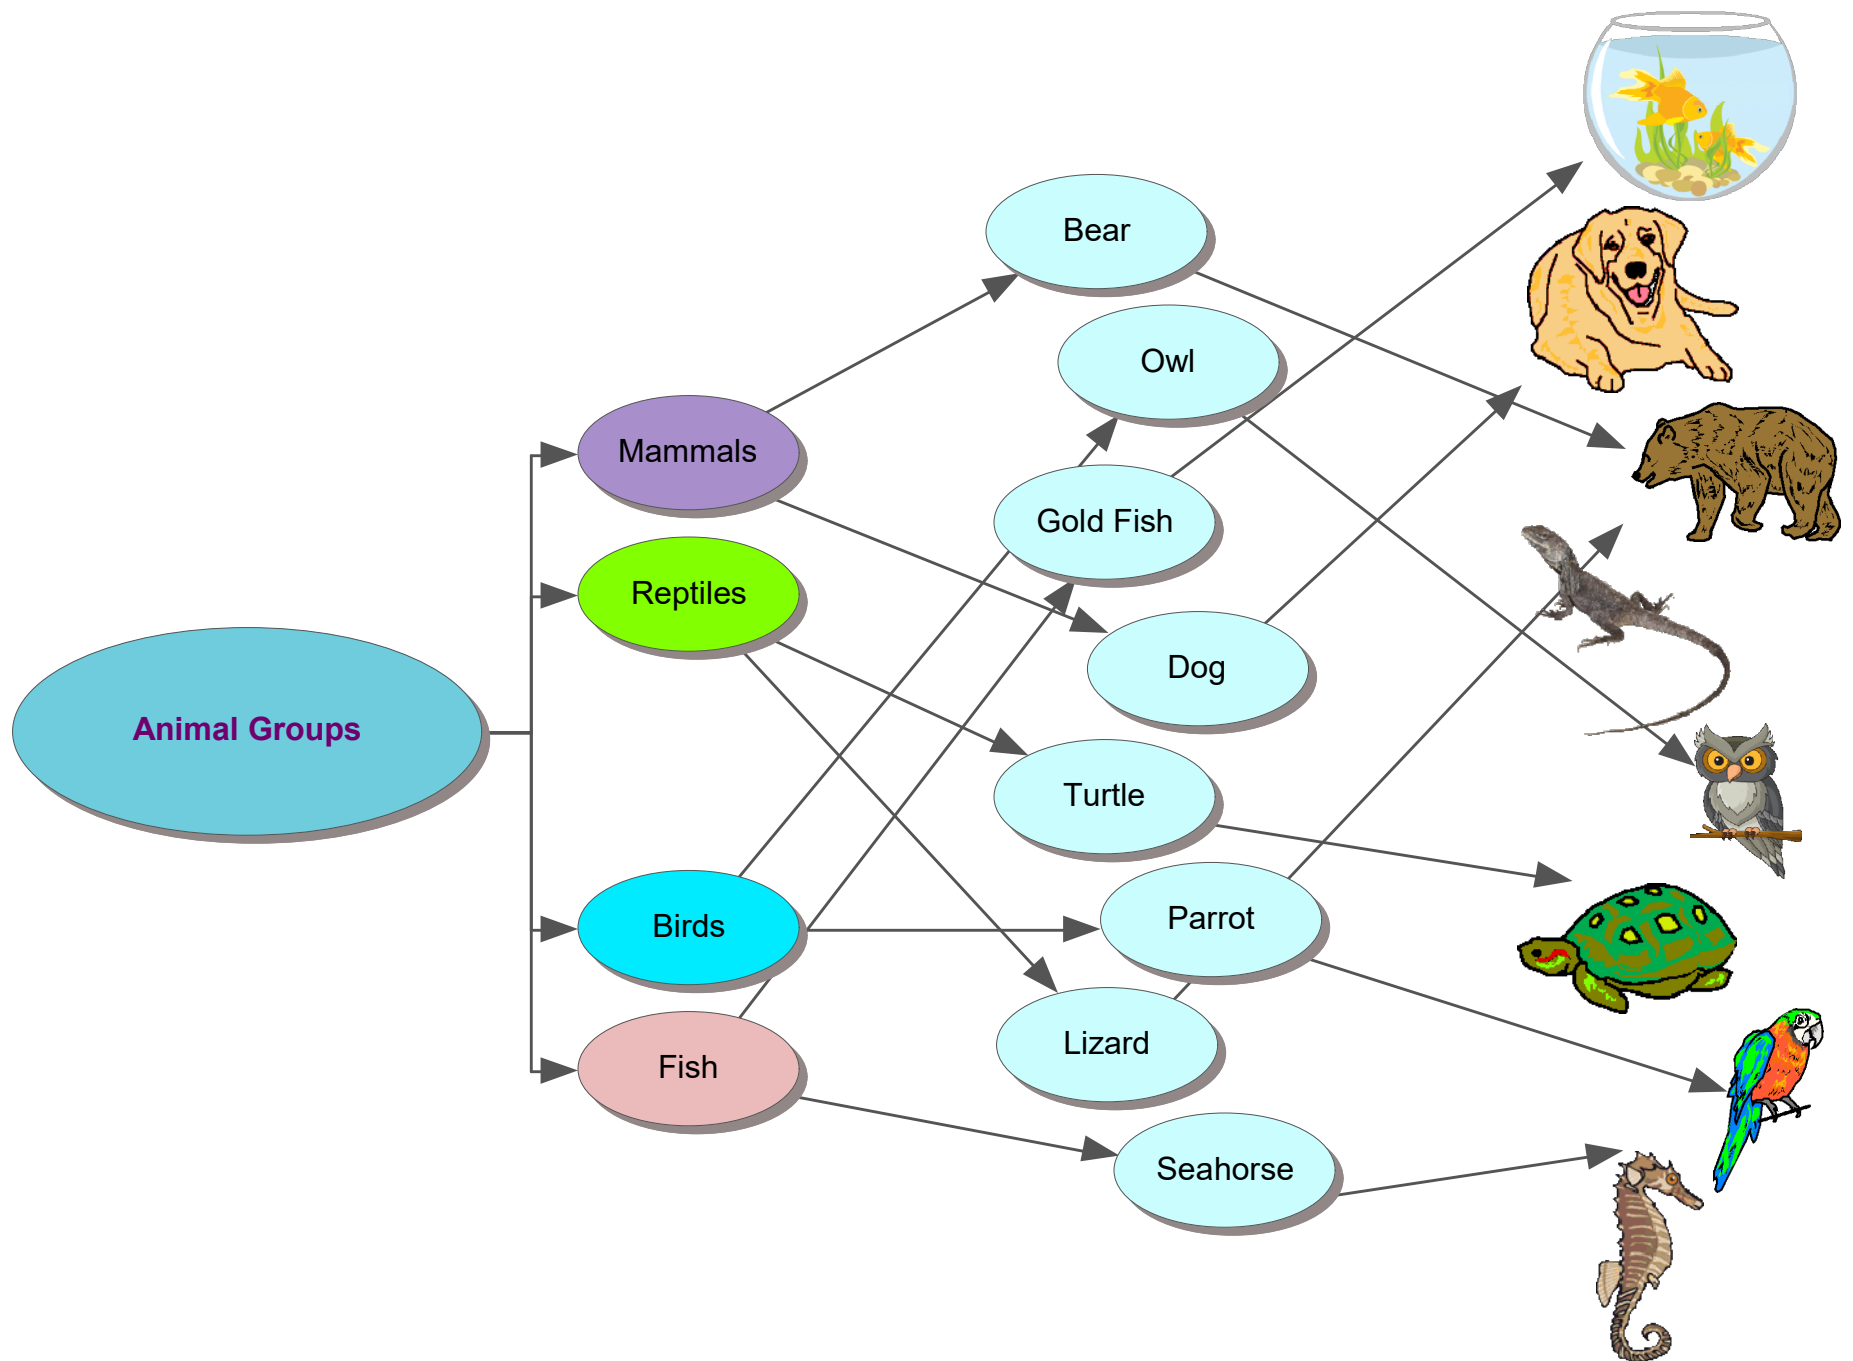 Animal Groups
Mammals
Reptiles
Birds
Fish
Bear
Owl
Gold Fish
Dog
Turtle
Parrot
Lizard
Seahorse